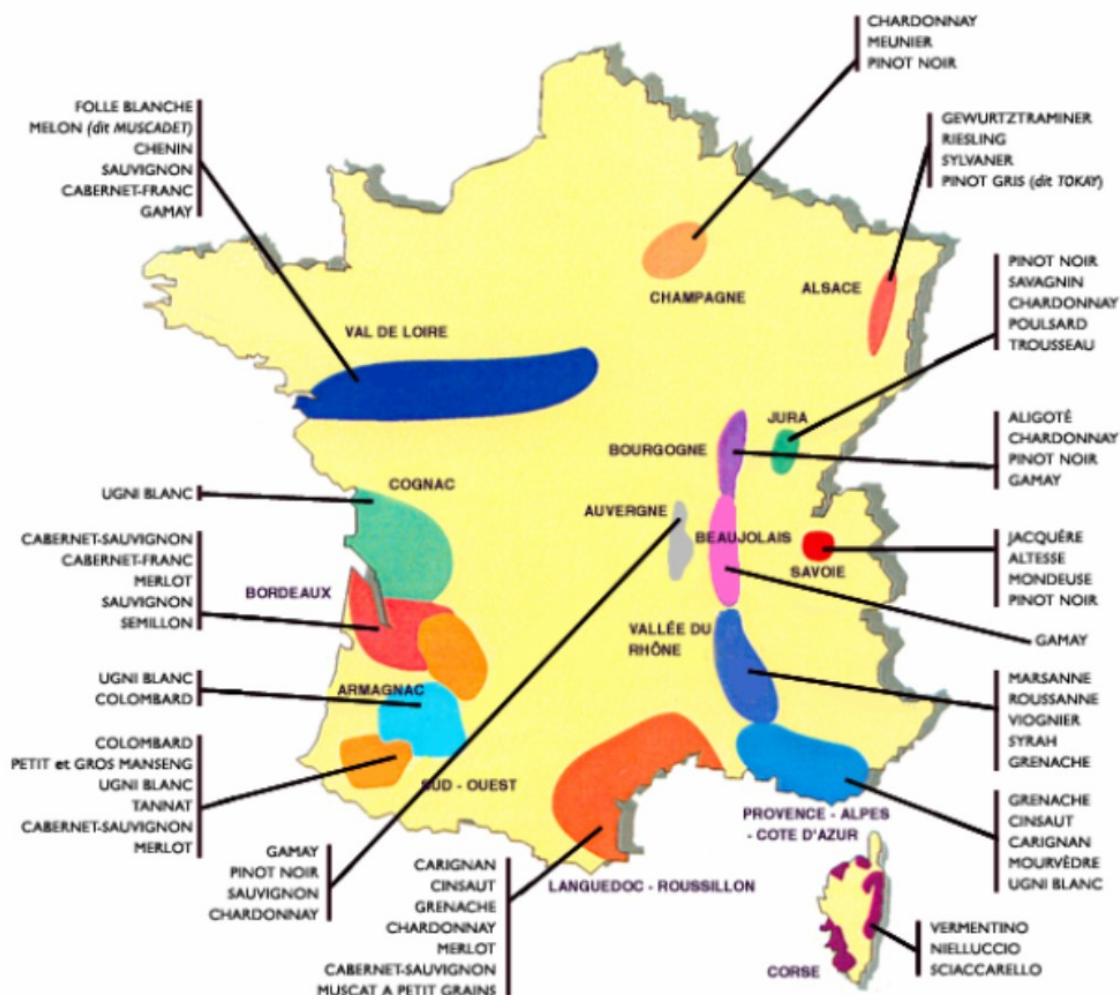 CHARDONNAY
MEUNIER
PINOT NOIR
FOLLE BLANCHE
MELON (dit MUSCADET)
CHENIN
SAUVIGNON
CABERNET-FRANC
GAMAY
GEWURTZTRAMINER
RIESLING
SYLVANER
PINOT GRIS (dit TOKAY)
CHAMPAGNE
ALSACE
PINOT NOIR
SAVAGNIN
CHARDONNAY
POULSARD
TROUSSEAU
VAL DE LOIRE
JURA
BOURGOGNE
ALIGOTÉ
CHARDONNAY
PINOT NOIR
GAMAY
COGNAC
UGNI BLANC
AUVERGNE
BEAUJOLAIS
SAVOIE
JACQUÉRE
ALTESSE
MONDEUSE
PINOT NOIR
CABERNET-SAUVIGNON
CABERNET-FRANC
MERLOT
SAUVIGNON
SEMILLON
BORDEAUX
VALLÉE DU
RHÔNE
GAMAY
UGNI BLANC
COLOMBARD
ARMAGNAC
MARSANNE
ROUSSANNE
VIOGNIER
SYRAH
GRENACHE
COLOMBARD
PETIT et GROS MANSENG
UGNI BLANC
TANNAT
CABERNET-SAUVIGNON
MERLOT
SUD - OUEST
PROVENCE - ALPES
- COTE D'AZUR
GRENACHE
CINSAUT
CARIGNAN
MOURVÈDRE
UGNI BLANC
GAMAY
PINOT NOIR
SAUVIGNON
CHARDONNAY
CARIGNAN
CINSAUT
GRENACHE
CHARDONNAY
MERLOT
CABERNET-SAUVIGNON
MUSCAT A PETIT GRAINS
LANGUEDOC - ROUSSILLON
CORSE
VERMENTINO
NIELLUCCIO
SCIACCARELLO